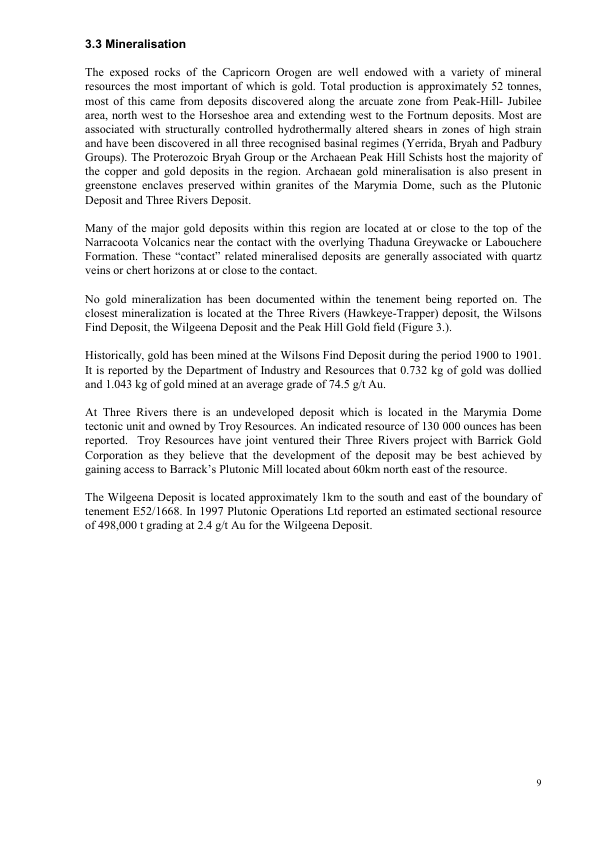 3.3 Mineralisation
The exposed rocks of the Capricorn Orogen are well endowed with a variety of mineral
resources the most important of which is gold. Total production is approximately 52 tonnes,
most of this came from deposits discovered along the arcuate zone from Peak-Hill- Jubilee
area, north west to the Horseshoe area and extending west to the Fortnum deposits. Most are
associated with structurally controlled hydrothermally altered shears in zones of high strain
and have been discovered in all three recognised basinal regimes (Yerrida, Bryah and Padbury
Groups). The Proterozoic Bryah Group or the Archaean Peak Hill Schists host the majority of
the copper and gold deposits in the region. Archaean gold mineralisation is also present in
greenstone enclaves preserved within granites of the Marymia Dome, such as the Plutonic
Deposit and Three Rivers Deposit.
Many of the major gold deposits within this region are located at or close to the top of the
Narracoota Volcanics near the contact with the overlying Thaduna Greywacke or Labouchere
Formation. These “contact” related mineralised deposits are generally associated with quartz
veins or chert horizons at or close to the contact.
No gold mineralization has been documented within the tenement being reported on. The
closest mineralization is located at the Three Rivers (Hawkeye-Trapper) deposit, the Wilsons
Find Deposit, the Wilgeena Deposit and the Peak Hill Gold field (Figure 3.).
Historically, gold has been mined at the Wilsons Find Deposit during the period 1900 to 1901.
It is reported by the Department of Industry and Resources that 0.732 kg of gold was dollied
and 1.043 kg of gold mined at an average grade of 74.5 g/t Au.
At Three Rivers there is an undeveloped deposit which is located in the Marymia Dome
tectonic unit and owned by Troy Resources. An indicated resource of 130 000 ounces has been
reported.  Troy Resources have joint ventured their Three Rivers project with Barrick Gold
Corporation as they believe that the development of the deposit may be best achieved by
gaining access to Barrack’s Plutonic Mill located about 60km north east of the resource.
The Wilgeena Deposit is located approximately 1km to the south and east of the boundary of
tenement E52/1668. In 1997 Plutonic Operations Ltd reported an estimated sectional resource
of 498,000 t grading at 2.4 g/t Au for the Wilgeena Deposit.
9